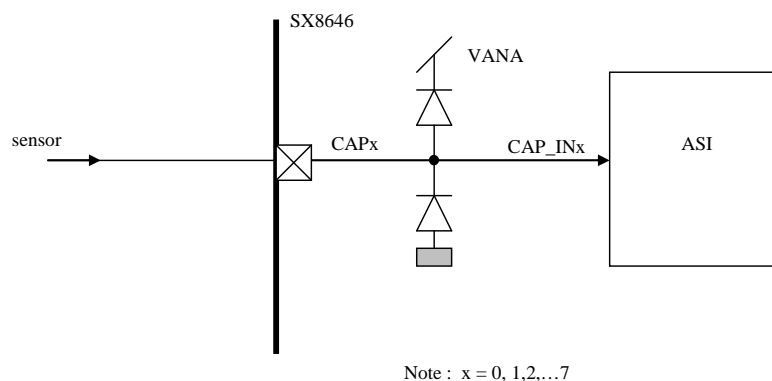 SX8646
VANA
sensor
CAPx
CAP_INx
ASI
Note : x = 0, 1,2,…7